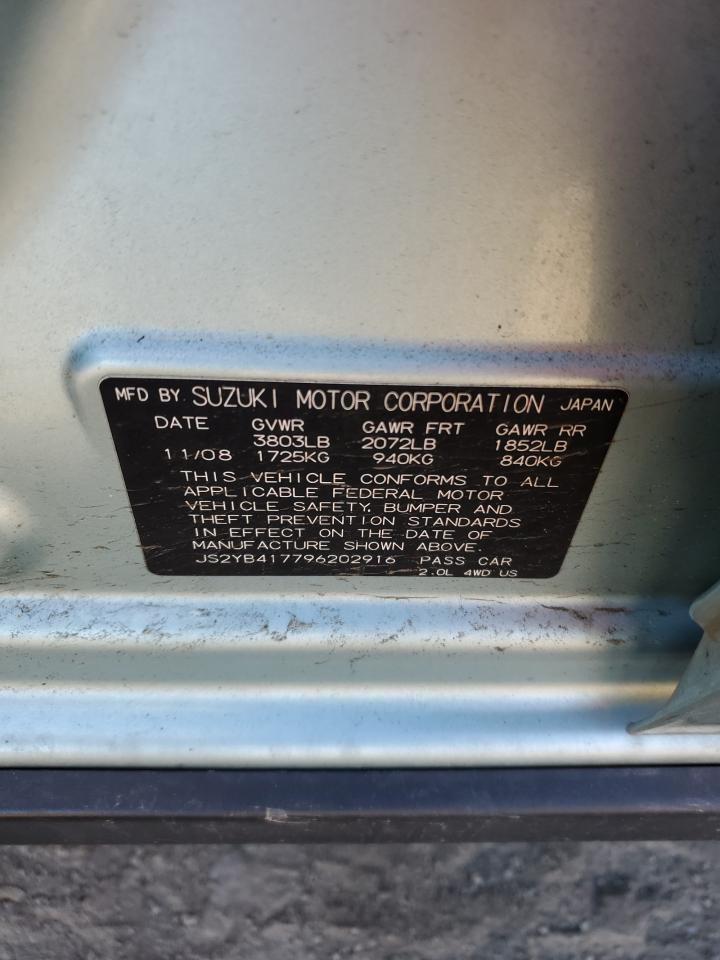 MFD BY SUZUKI MOTOR CORPORATION JAPAN
DATE GVWR GAWR FRT GAWR RR
3803LB 2072LB 1852LB
11/08 1725KG 940KG 840KG
THIS VEHICLE CONFORMS TO ALL
APPLICABLE FEDERAL MOTOR
VEHICLE SAFETY, BUMPER AND
THEFT PREVENTION STANDARDS
IN EFFECT ON THE DATE OF
MANUFACTURE SHOWN ABOVE.
JS2YB417796202916 PASS CAR
2.0L 4WD US